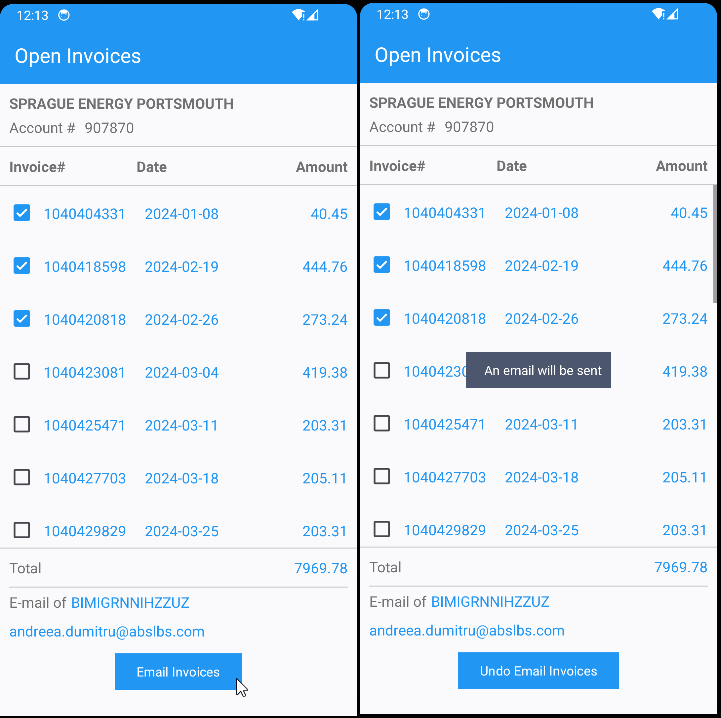 12:13
Open Invoices
SPRAGUE ENERGY PORTSMOUTH
Account # 907870
Invoice# Date Amount
1040404331 2024-01-08 40.45
1040418598 2024-02-19 444.76
1040420818 2024-02-26 273.24
1040423081 2024-03-04 419.38
1040425471 2024-03-11 203.31
1040427703 2024-03-18 205.11
1040429829 2024-03-25 203.31
Total 7969.78
E-mail of BIMIGRNNIHZZUZ
andreea.dumitru@abslbs.com
Email Invoices
12:13
Open Invoices
SPRAGUE ENERGY PORTSMOUTH
Account # 907870
Invoice# Date Amount
1040404331 2024-01-08 40.45
1040418598 2024-02-19 444.76
1040420818 2024-02-26 273.24
10404230 An email will be sent 419.38
1040425471 2024-03-11 203.31
1040427703 2024-03-18 205.11
1040429829 2024-03-25 203.31
Total 7969.78
E-mail of BIMIGRNNIHZZUZ
andreea.dumitru@abslbs.com
Undo Email Invoices